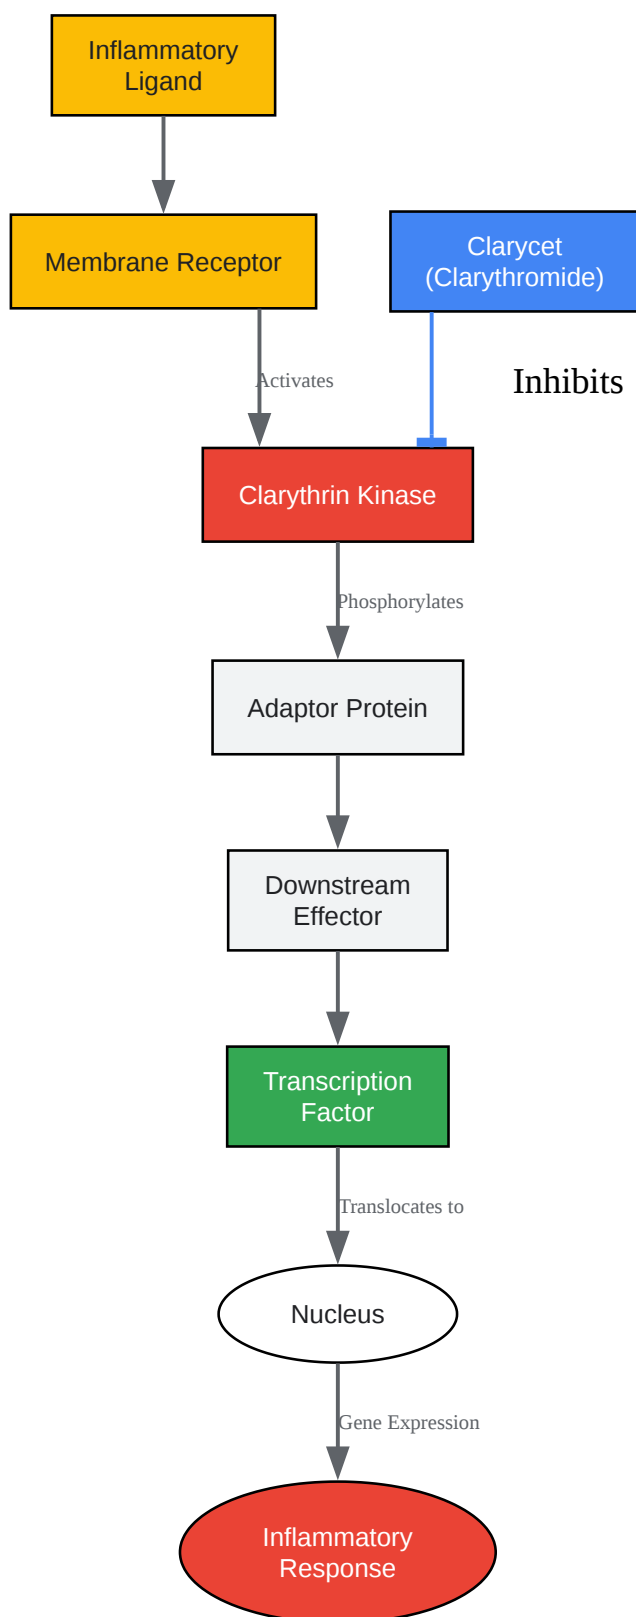 Inflammatory
Ligand
Membrane Receptor
Clarycet
(Clarythromide)
Activates
Inhibits
Clarythrin Kinase
Phosphorylates
Adaptor Protein
Downstream
Effector
Transcription
Factor
Translocates to
Nucleus
Gene Expression
Inflammatory
Response